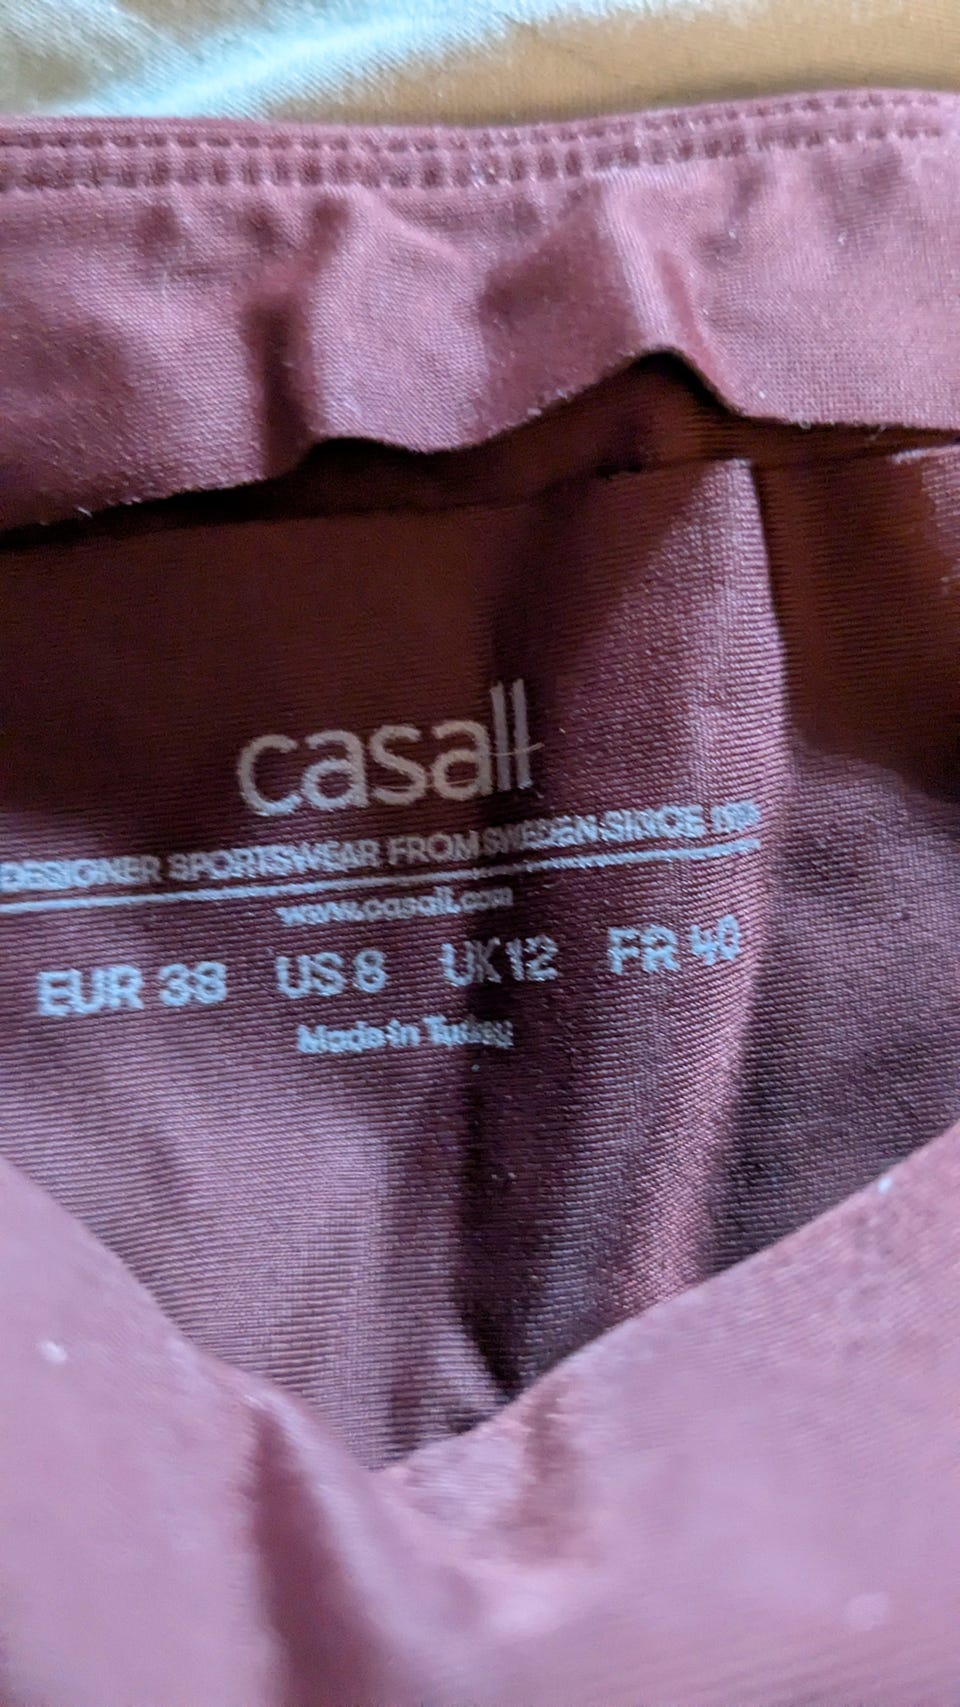 casall
DESIGNER SPORTSWEAR FROM SWEDEN SINCE
www.casall.com
EUR 38 US 8 UK 12 FR 40
Made in Turkey